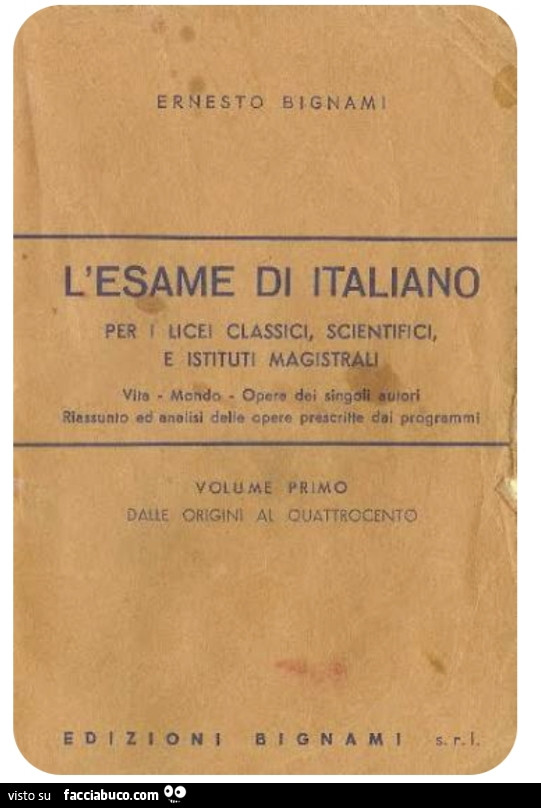 ERNESTO BIGNAMI
L'ESAME DI ITALIANO
PER I LICEI CLASSICI, SCIENTIFICI,
E ISTITUTI MAGISTRALI
Vita - Mondo - Opere dei singoli autori
Riassunto ed analisi delle opere prescritte dai programmi
VOLUME PRIMO
DALLE ORIGINI AL QUATTROCENTO
EDIZIONI BIGNAMI s.r.l.
visto su facciabuco.com